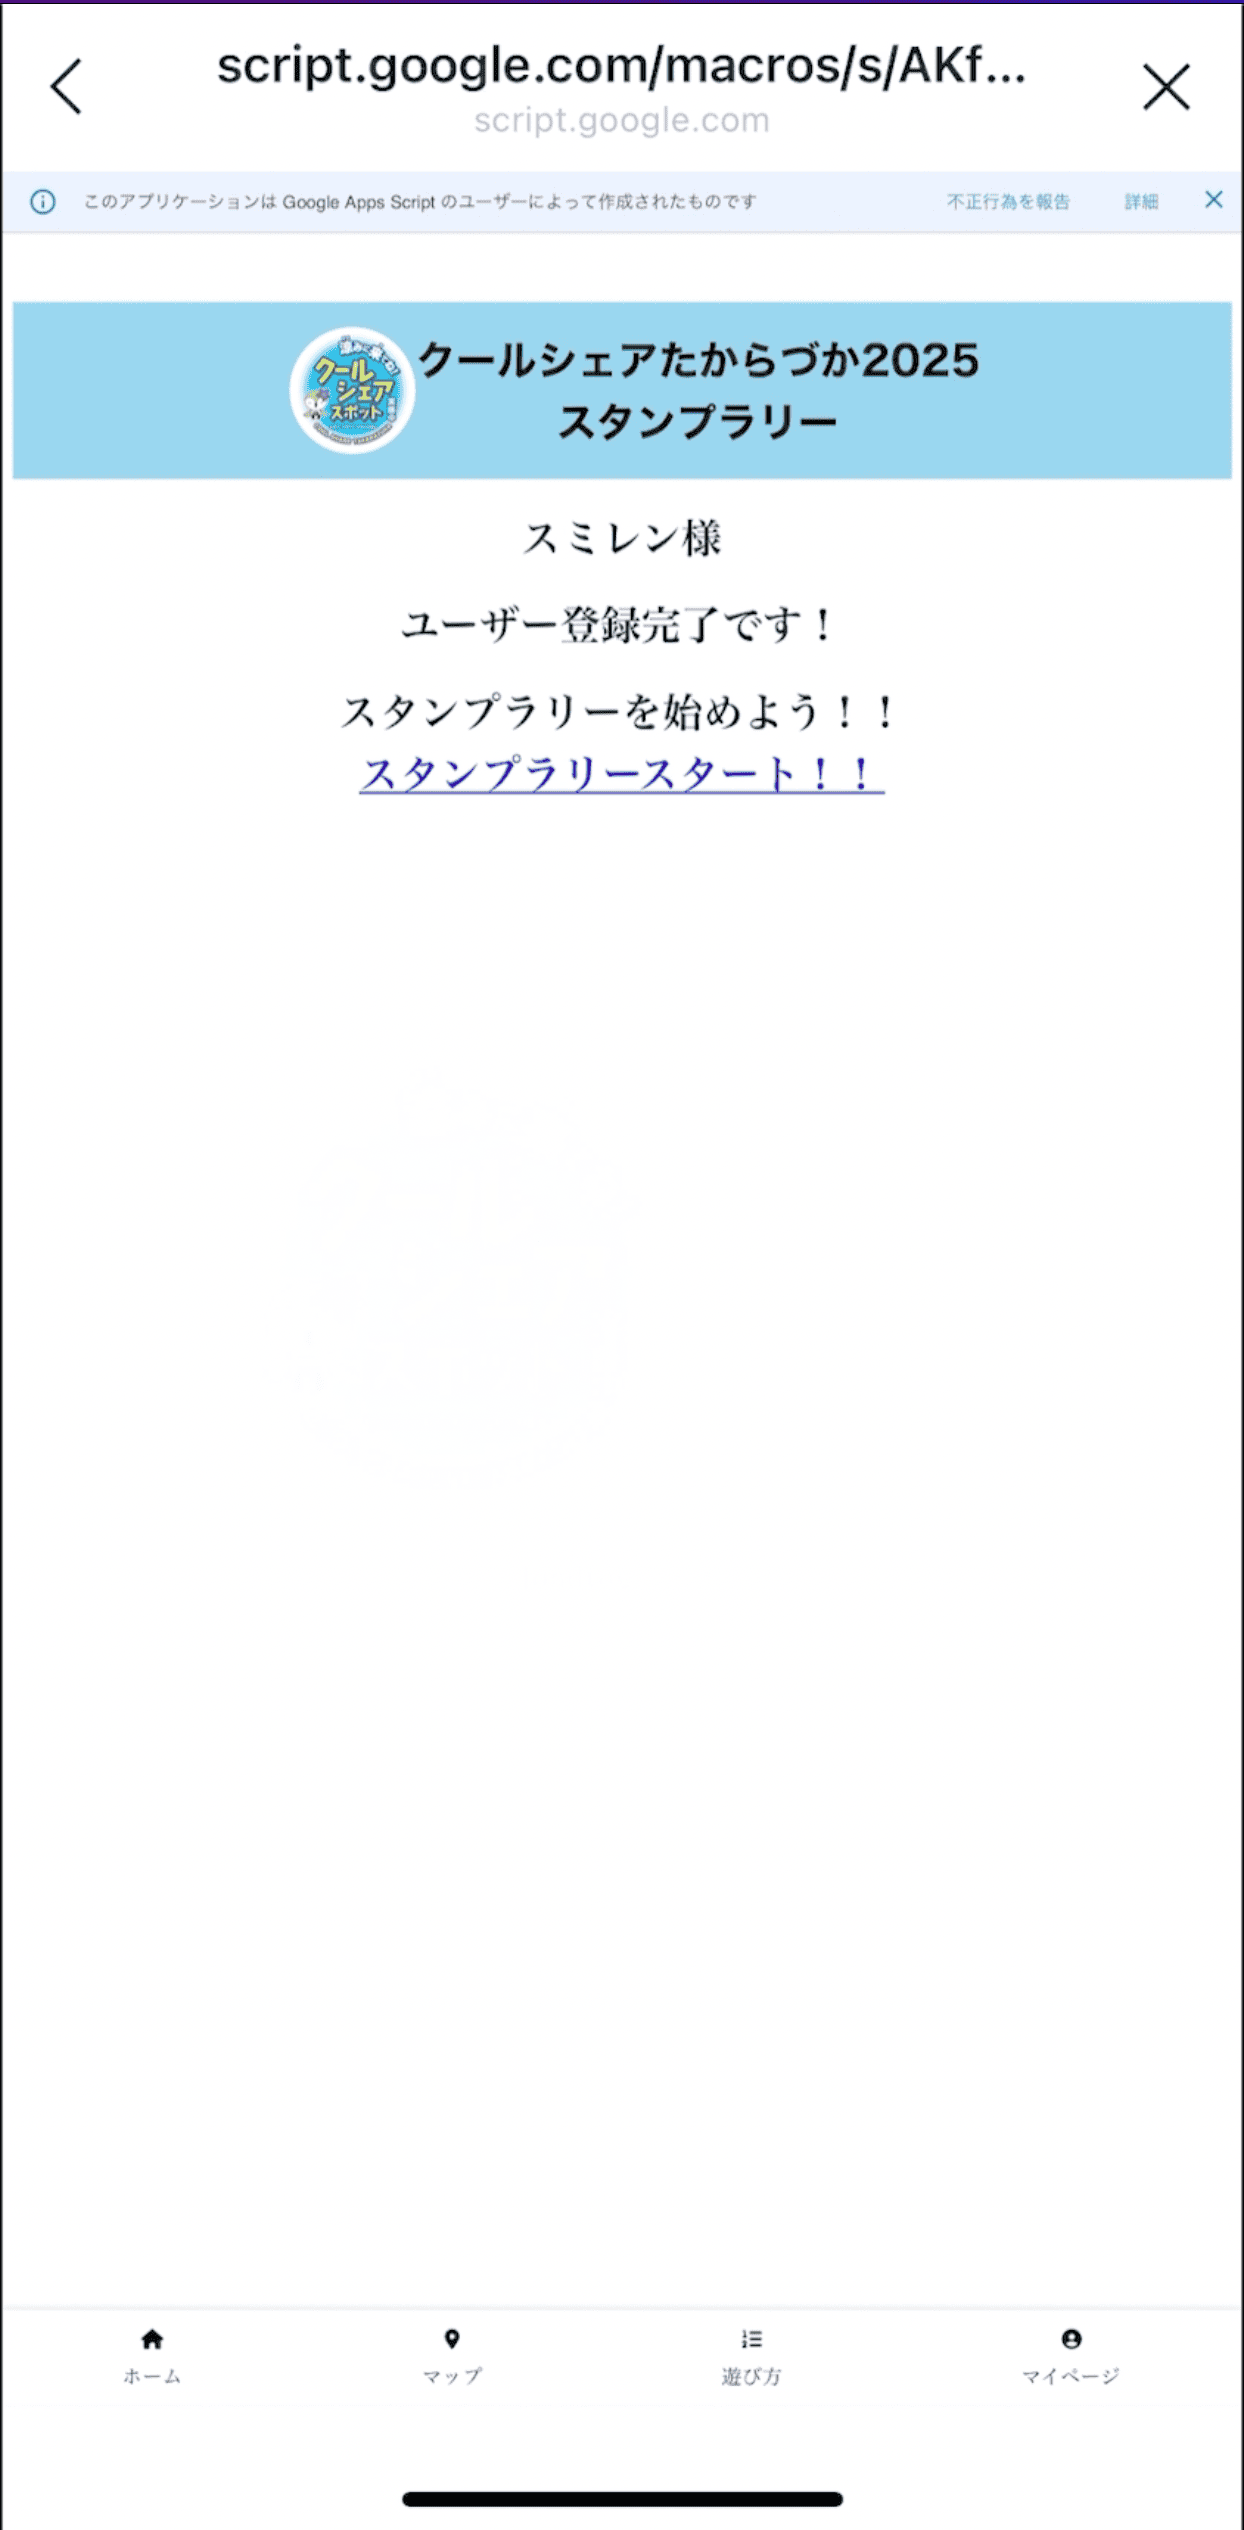 script.google.com/macros/s/AKf...
script.google.com
このアプリケーションは Google Apps Script のユーザーによって作成されたものです 不正行為を報告 詳細
クールシェアたからづか2025
スタンプラリー
クール
シェア
スポット
スミレン様
ユーザー登録完了です！
スタンプラリーを始めよう！！
スタンプラリースタート！！
ホーム マップ 遊び方 マイページ